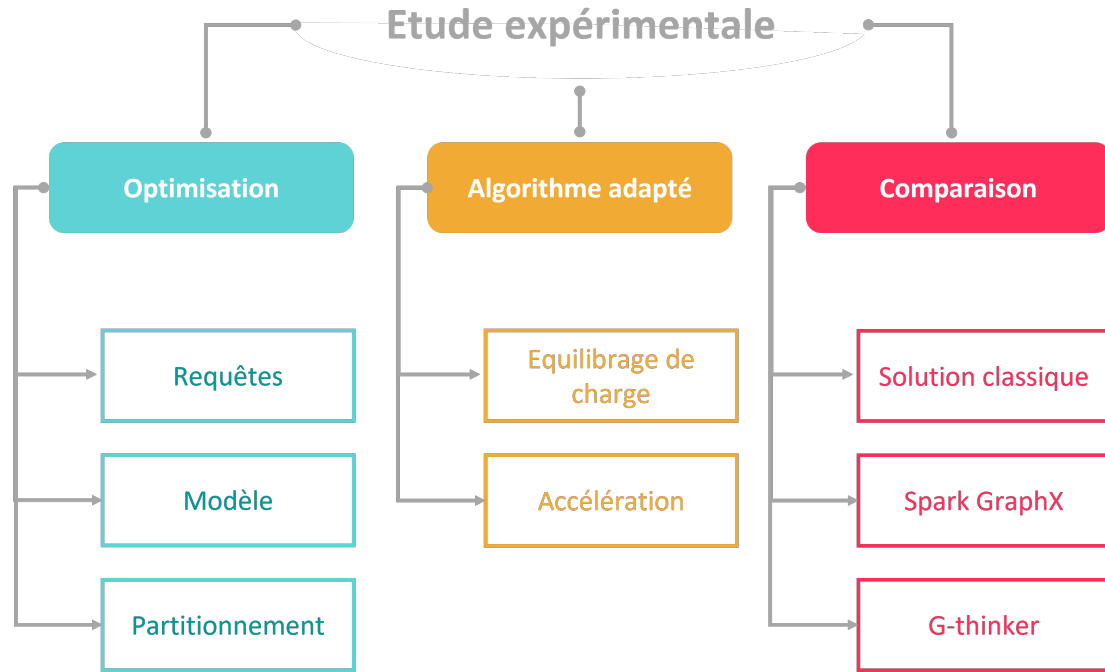 Etude expérimentale
Optimisation
Algorithme adapté
Comparaison
Requêtes
Equilibrage de
charge
Solution classique
Modèle
Accélération
Spark GraphX
Partitionnement
G-thinker